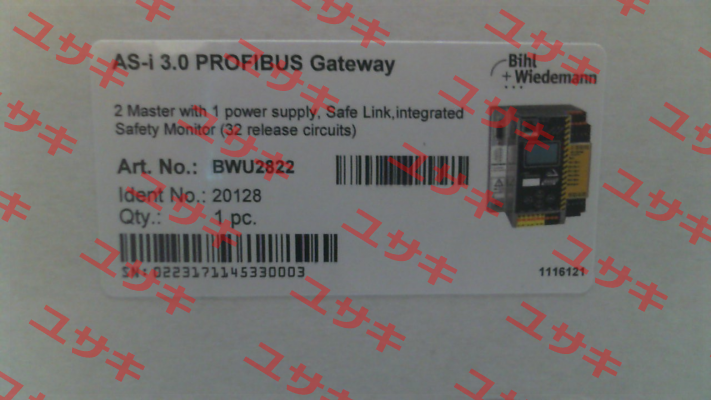 AS-i 3.0 PROFIBUS Gateway
Bihl
+ Wiedemann
2 Master with 1 power supply, Safe Link,integrated
Safety Monitor (32 release circuits)
Art. No.: BWU2822
Ident No.: 20128
Qty.: 1 pc.
SN: 0223171145330003
1116121
ユサキ